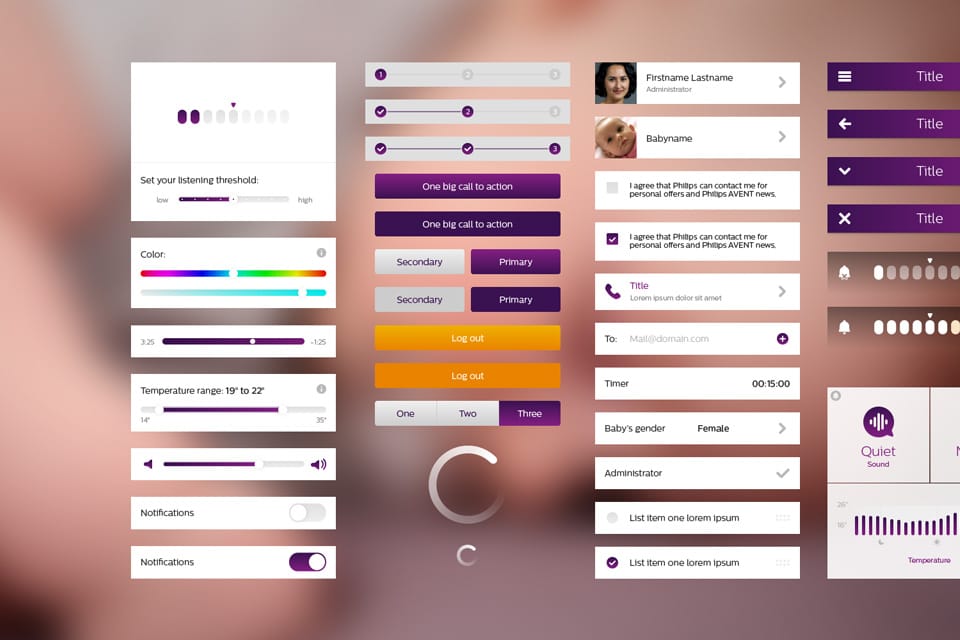 Set your listening threshold:
low
high
Color:
3:25
-1:25
Temperature range: 19° to 22°
14°
35°
Notifications
Notifications
1
2
3
2
3
3
One big call to action
One big call to action
Secondary
Primary
Secondary
Primary
Log out
Log out
One
Two
Three
Firstname Lastname
Administrator
Babyname
I agree that Philips can contact me for
personal offers and Philips AVENT news.
I agree that Philips can contact me for
personal offers and Philips AVENT news.
Title
Lorem ipsum dolor sit amet
To:
Mail@domain.com
Timer
00:15:00
Baby's gender
Female
Administrator
List item one lorem ipsum
List item one lorem ipsum
Title
Title
Title
Title
Quiet
Sound
26°
16°
Temperature